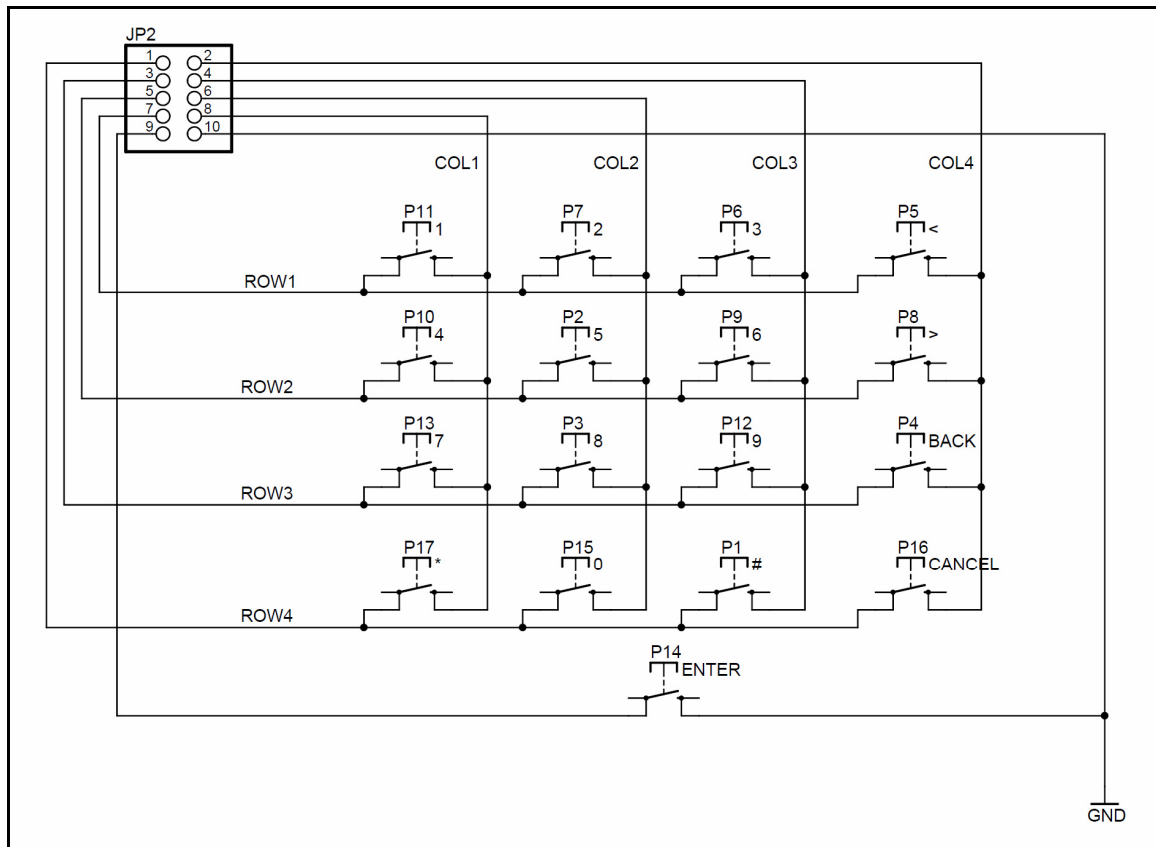 JP2
1 2
3 4
5 6
7 8
9 10
COL1 COL2 COL3 COL4
P11 P7 P6 P5
1 2 3 <
ROW1
P10 P2 P9 P8
4 5 6 >
ROW2
P13 P3 P12 P4
7 8 9 BACK
ROW3
P17 P15 P1 P16
* 0 # CANCEL
ROW4
P14
ENTER
GND